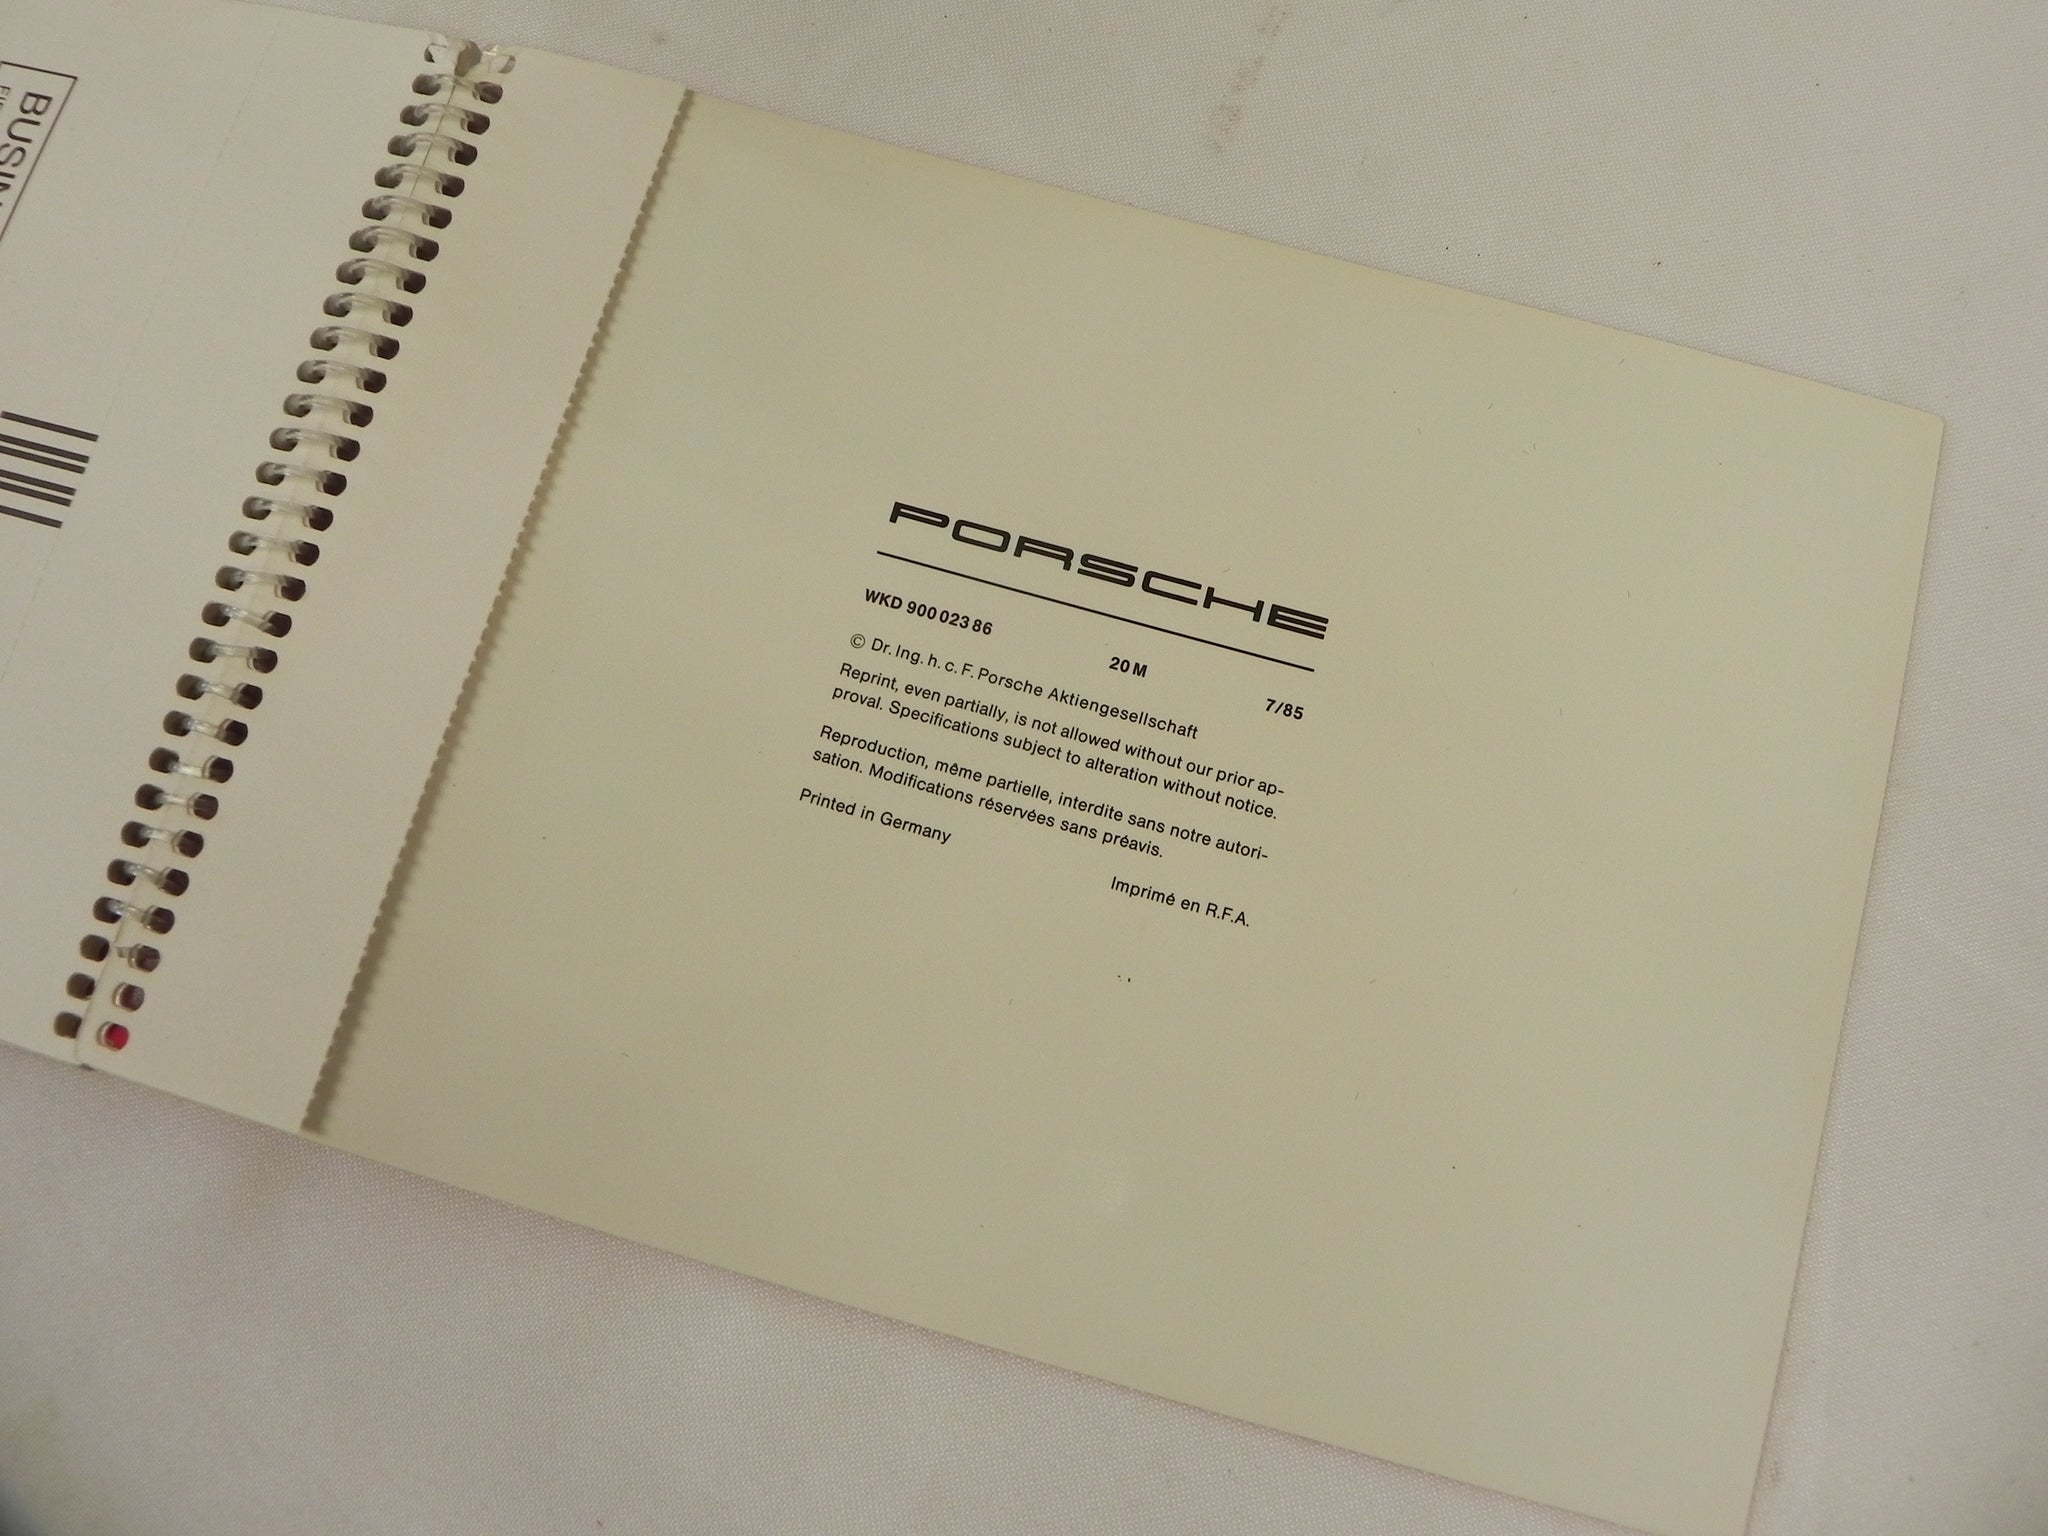 BUSIN
PORSCHE
WKD 900 023 86 20 M 7/85
© Dr. Ing. h. c. F. Porsche Aktiengesellschaft
Reprint, even partially, is not allowed without our prior ap-
proval. Specifications subject to alteration without notice.
Reproduction, même partielle, interdite sans notre autori-
sation. Modifications réservées sans préavis.
Printed in Germany Imprimé en R.F.A.